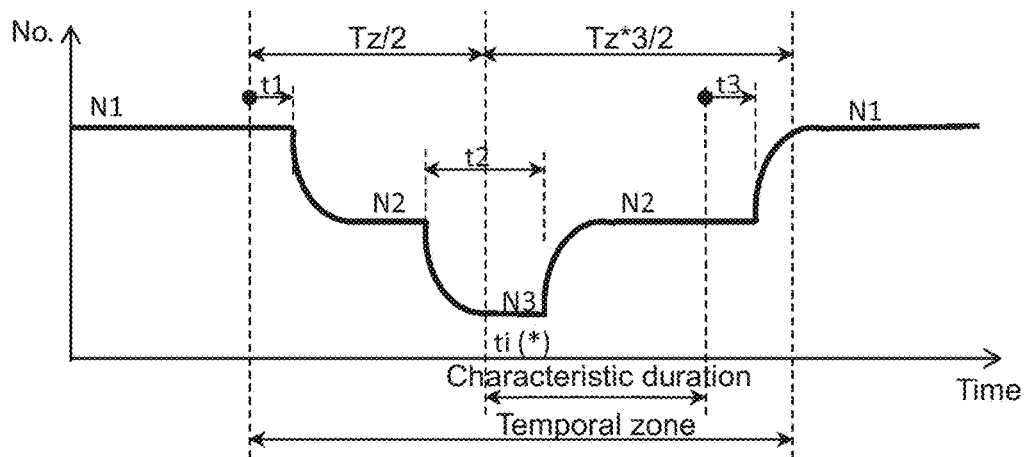 No.
Tz/2
Tz*3/2
t1
t3
N1
N1
t2
N2
N2
N3
ti (*)
Characteristic duration
Time
Temporal zone